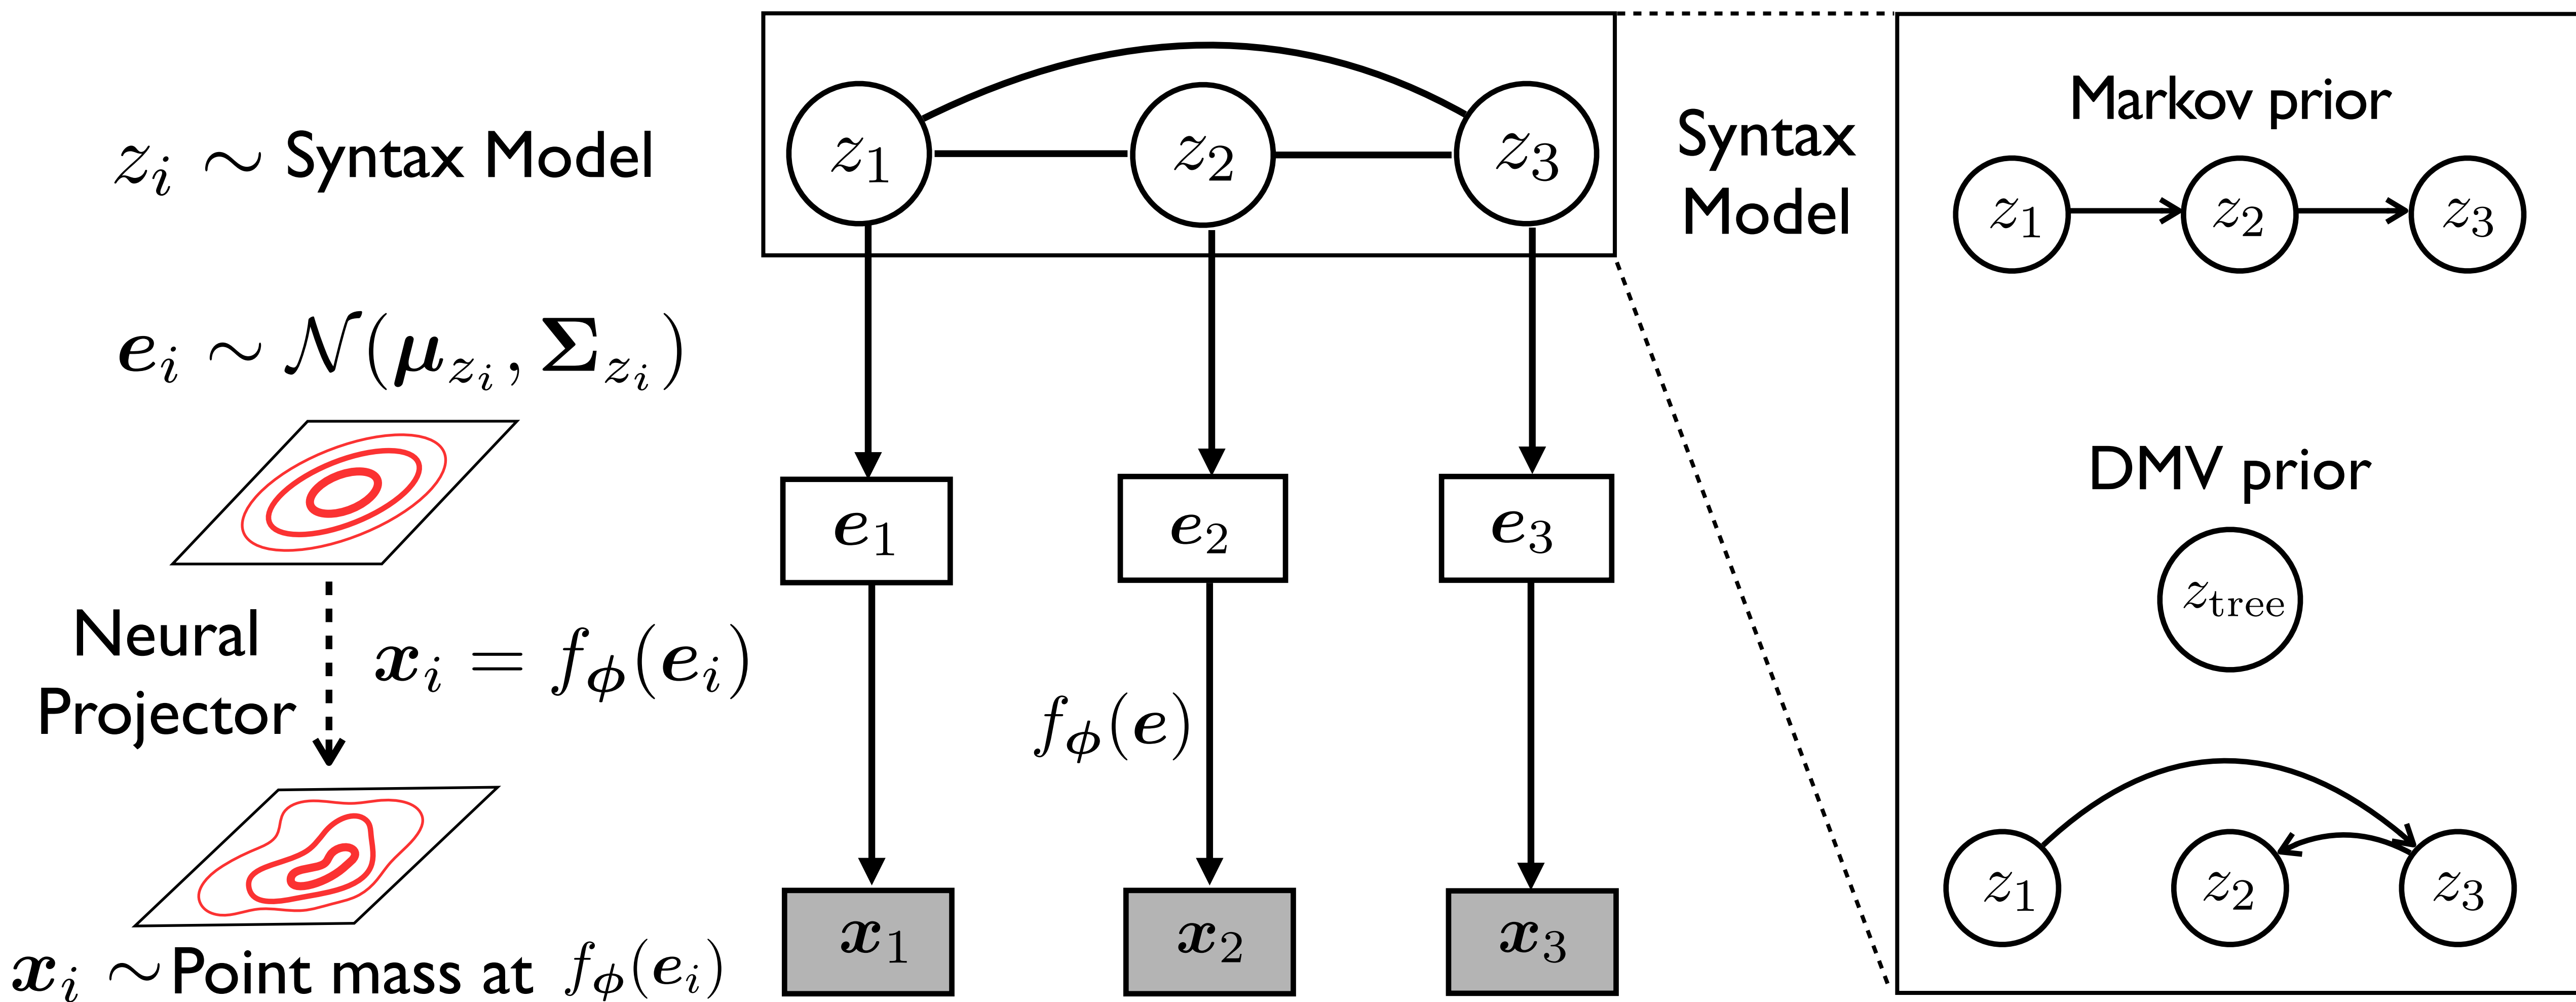 z_i ∼ Syntax Model
e_i ∼ 𝒩(μ_{z_i}, Σ_{z_i})
Neural
Projector
x_i = f_ϕ(e_i)
x_i ∼ Point mass at f_ϕ(e_i)
z_1 z_2 z_3
e_1 e_2 e_3
f_ϕ(e)
x_1 x_2 x_3
Syntax
Model
Markov prior
z_1 z_2 z_3
DMV prior
z_tree
z_1 z_2 z_3